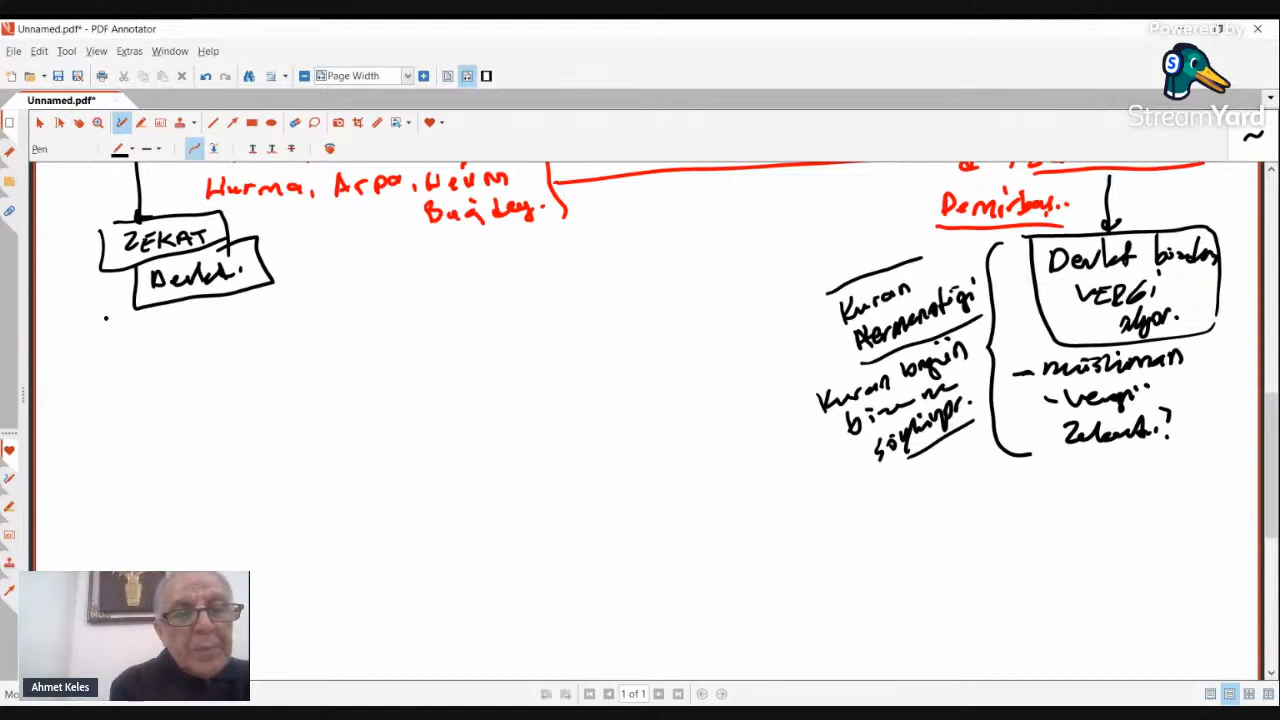 Unnamed.pdf* - PDF Annotator
Powered by
File Edit Tool View Extras Window Help
Page Width
StreamYard
Unnamed.pdf*
Pen
Hurma, Arpa,
Buğday.
Demirbaş..
ZEKAT
Devlet.
Devlet bizden
VERGİ
alıyor.
Kuran
Hermenötiği
Kuran bugün
bize ne
söylüyor.
- müslüman
- vergi
Zekat.?
Ahmet Keles
1 of 1